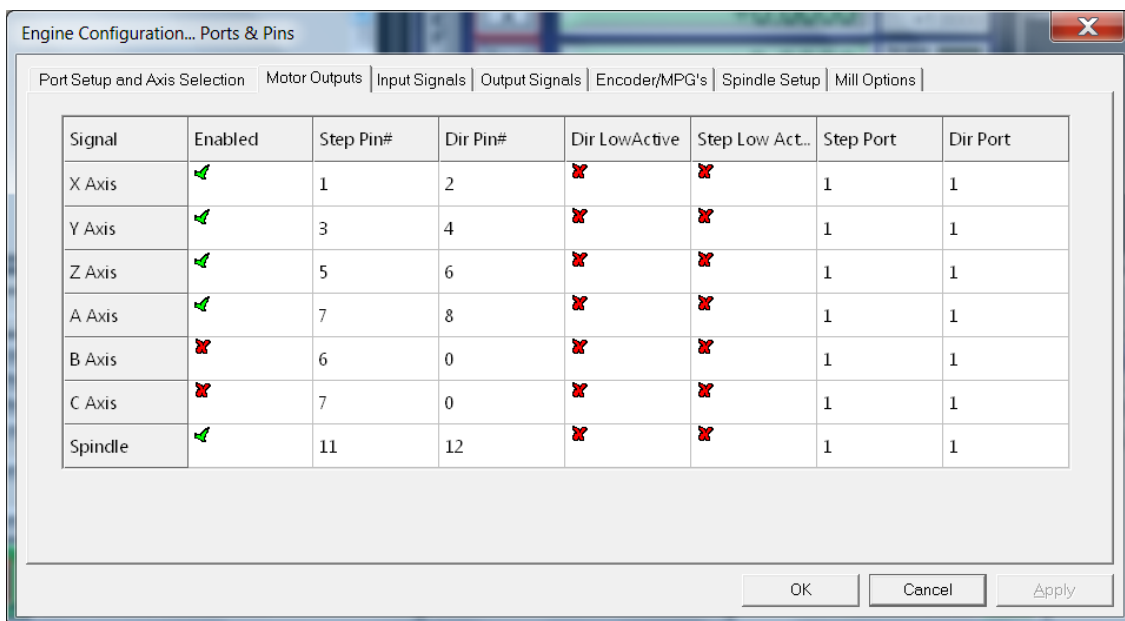 Engine Configuration... Ports & Pins
Port Setup and Axis Selection Motor Outputs Input Signals Output Signals Encoder/MPG's Spindle Setup Mill Options
Signal Enabled Step Pin# Dir Pin# Dir LowActive Step Low Act... Step Port Dir Port
X Axis 1 2 1 1
Y Axis 3 4 1 1
Z Axis 5 6 1 1
A Axis 7 8 1 1
B Axis 6 0 1 1
C Axis 7 0 1 1
Spindle 11 12 1 1
OK Cancel Apply